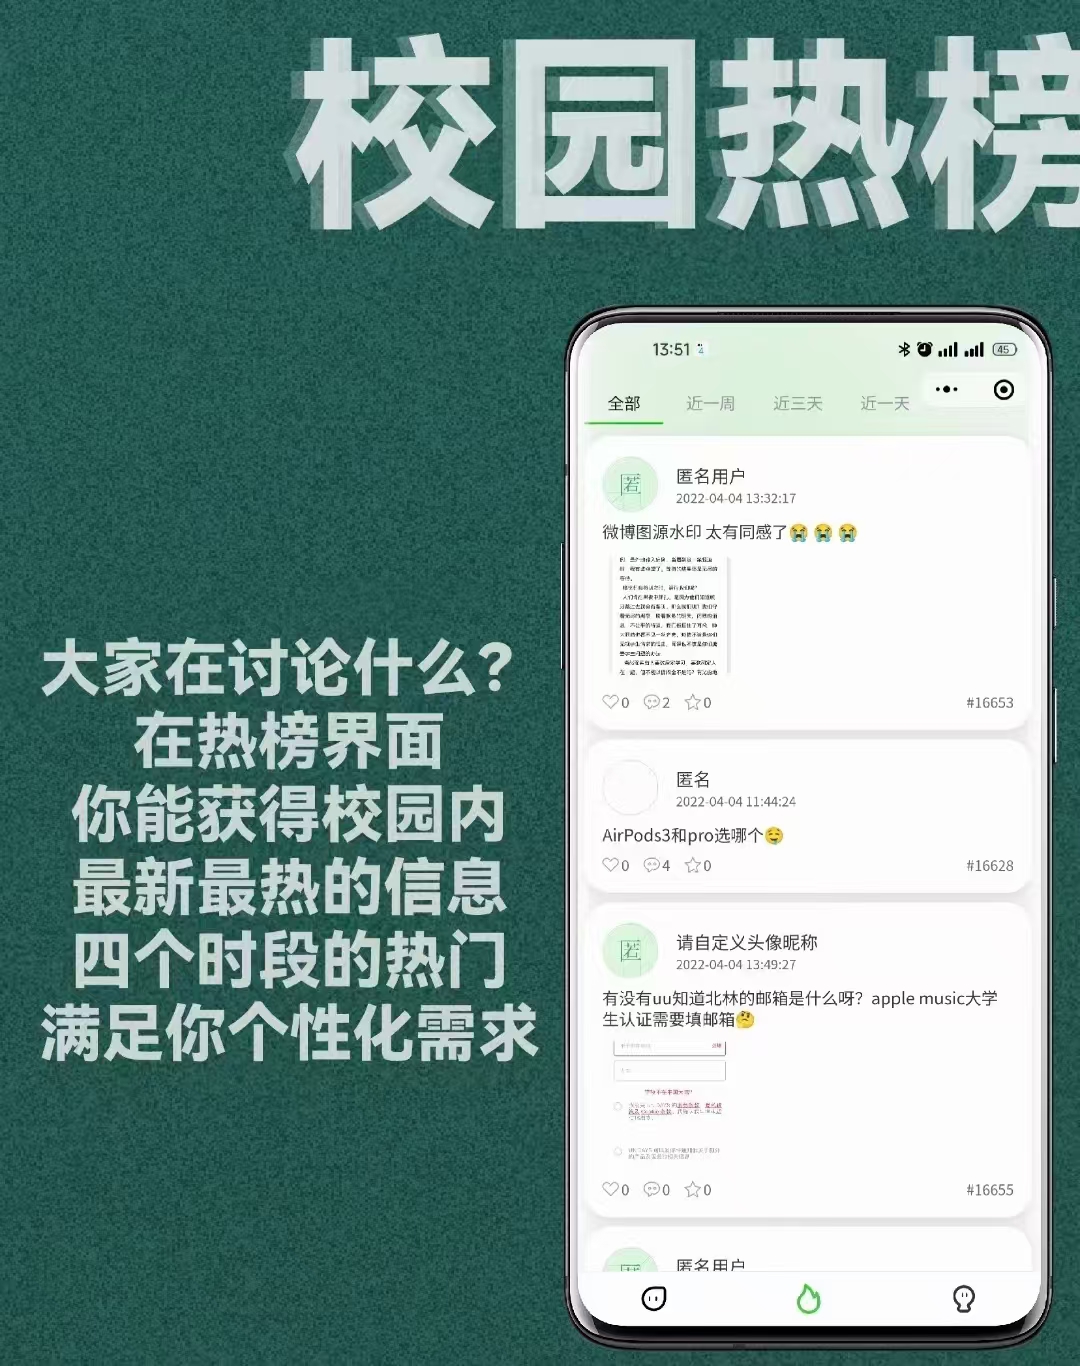 校园热榜
大家在讨论什么?
在热榜界面
你能获得校园内
最新最热的信息
四个时段的热门
满足你个性化需求
13:51
45
全部 近一周 近三天 近一天
匿
匿名用户
2022-04-04 13:32:17
微博图源水印 太有同感了😭😭😭
0 2 0 #16653
匿名
2022-04-04 11:44:24
AirPods3和pro选哪个🤤
0 4 0 #16628
匿
请自定义头像昵称
2022-04-04 13:49:27
有没有uu知道北林的邮箱是什么呀? apple music大学
生认证需要填邮箱🤔
0 0 0 #16655
匿名用户